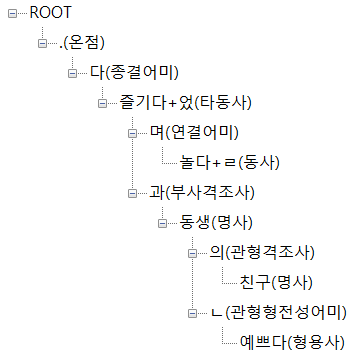 ROOT
.(온점)
다(종결어미)
즐기다+었(타동사)
며(연결어미)
놀다+ㄹ(동사)
과(부사격조사)
동생(명사)
의(관형격조사)
친구(명사)
ㄴ(관형형전성어미)
예쁘다(형용사)